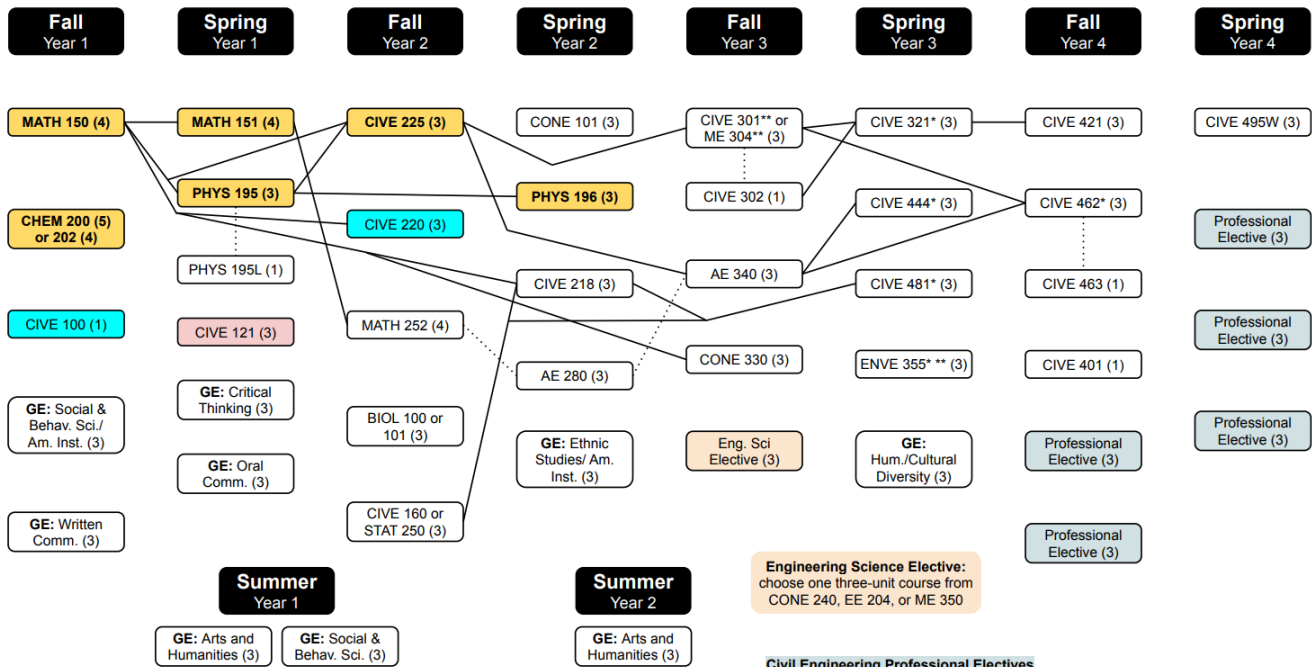 Fall
Year 1
Spring
Year 1
Fall
Year 2
Spring
Year 2
Fall
Year 3
Spring
Year 3
Fall
Year 4
Spring
Year 4
MATH 150 (4)
CHEM 200 (5)
or 202 (4)
CIVE 100 (1)
GE: Social &
Behav. Sci./
Am. Inst. (3)
GE: Written
Comm. (3)
MATH 151 (4)
PHYS 195 (3)
PHYS 195L (1)
CIVE 121 (3)
GE: Critical
Thinking (3)
GE: Oral
Comm. (3)
CIVE 225 (3)
CIVE 220 (3)
MATH 252 (4)
BIOL 100 or
101 (3)
CIVE 160 or
STAT 250 (3)
CONE 101 (3)
PHYS 196 (3)
CIVE 218 (3)
AE 280 (3)
GE: Ethnic
Studies/ Am.
Inst. (3)
CIVE 301** or
ME 304** (3)
CIVE 302 (1)
AE 340 (3)
CONE 330 (3)
Eng. Sci
Elective (3)
CIVE 321* (3)
CIVE 444* (3)
CIVE 481* (3)
ENVE 355* ** (3)
GE:
Hum./Cultural
Diversity (3)
CIVE 421 (3)
CIVE 462* (3)
CIVE 463 (1)
CIVE 401 (1)
Professional
Elective (3)
Professional
Elective (3)
CIVE 495W (3)
Professional
Elective (3)
Professional
Elective (3)
Professional
Elective (3)
Summer
Year 1
GE: Arts and
Humanities (3)
GE: Social &
Behav. Sci. (3)
Summer
Year 2
GE: Arts and
Humanities (3)
Engineering Science Elective:
choose one three-unit course from
CONE 240, EE 204, or ME 350
Civil Engineering Professional Electives